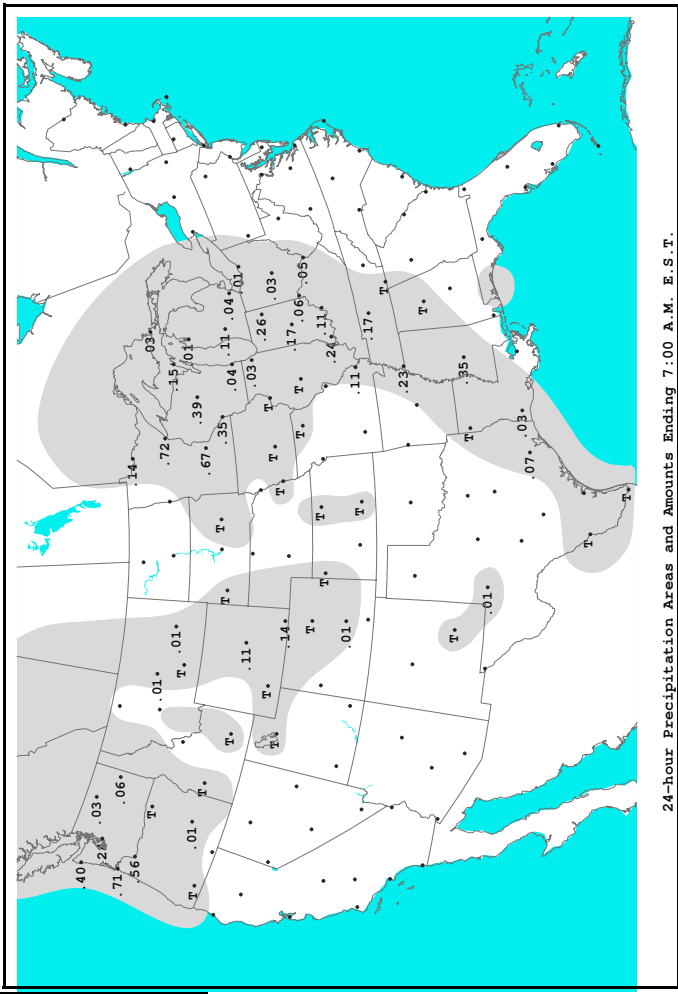 .40
.03
.71
.06
.56
.14
.03
T
.01
.72
.15
.01
T
.01
.01
T
.39
T
.67
T
.35
T
.11
T
.04
.04
.01
.11
.03
.26
T
T
.03
T
T
T
.14
.17
T
.06
T
.05
T
T
.11
T
.24
.01
.11
T
.17
T
.23
T
T
.35
T
.01
.03
.07
T
T
24-hour Precipitation Areas and Amounts Ending 7:00 A.M. E.S.T.